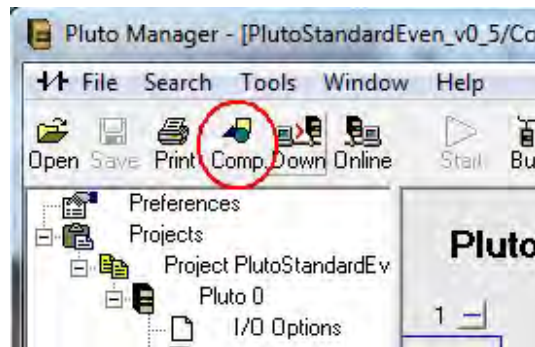 Pluto Manager - [PlutoStandardEven_v0_5/Co
File Search Tools Window Help
Open Save Print Comp. Down Online Start Bu
Preferences
Projects
Project PlutoStandardEv
Pluto 0
I/O Options
Pluto
1